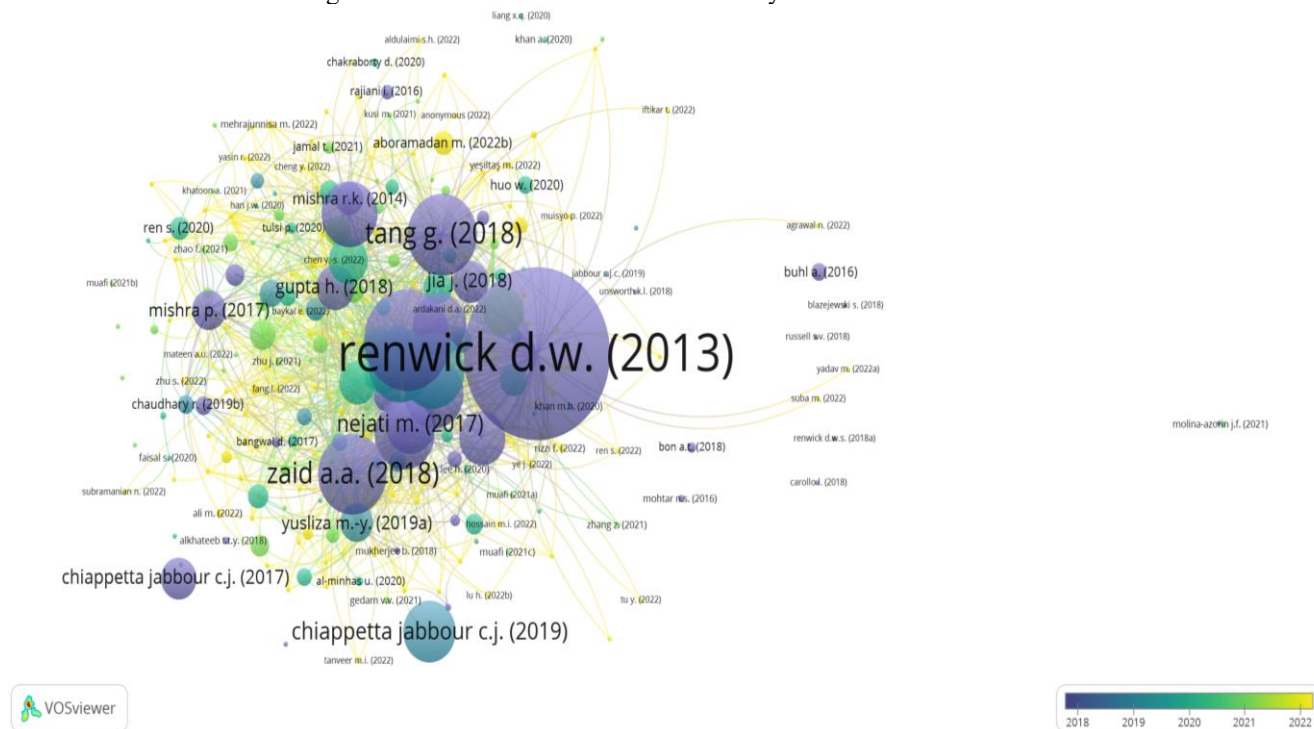 liang x.q. (2020)
aldulaimi s.h. (2022)
khan a. (2020)
chakraborty d. (2020)
rajiani i. (2016)
iftikar t. (2022)
kusi m. (2021)
anonymous (2022)
mehrajunnisa m. (2022)
jamal t. (2021)
aboramadan m. (2022b)
yasin r. (2022)
cheng y. (2022)
yeşiltaş m. (2022)
khatoon a. (2021)
huo w. (2020)
mishra r.k. (2014)
han j.w. (2020)
muisyo p. (2022)
ren s. (2020)
tulsi p. (2020)
tang g. (2018)
agrawal n. (2022)
zhao f. (2021)
chen y.-s. (2022)
muafi (2021b)
gupta h. (2018)
jia j. (2018)
jabbour a.j.c. (2019)
buhl a. (2016)
unsworth k.l. (2018)
mishra p. (2017)
baykal e. (2022)
ardakani d.a. (2022)
blazejewski s. (2018)
russell s.v. (2018)
mateen a.u. (2022)
zhu j. (2021)
renwick d.w. (2013)
yadav m. (2022a)
zhu s. (2022)
fang l. (2022)
suba m. (2022)
chaudhary r. (2019b)
khan m.h. (2020)
nejati m. (2017)
molina-azorin j.f. (2021)
bangwal d. (2017)
rizzi f. (2022)
ren s. (2022)
bon a.t. (2018)
renwick d.w.s. (2018a)
faisal s. (2020)
zaid a.a. (2018)
lee h. (2020)
ye j. (2022)
carollo l. (2018)
subramanian n. (2022)
muafi (2021a)
mohtar n.s. (2016)
ali m. (2022)
yusliza m.-y. (2019a)
hossain m.i. (2022)
zhang z. (2021)
alkhateeb t.t.y. (2018)
mukherjee b. (2018)
muafi (2021c)
chiappetta jabbour c.j. (2017)
al-minhas u. (2020)
gedam v.v. (2021)
lu h. (2022b)
tu y. (2022)
chiappetta jabbour c.j. (2019)
tanveer m.i. (2022)
VOSviewer
2018 2019 2020 2021 2022